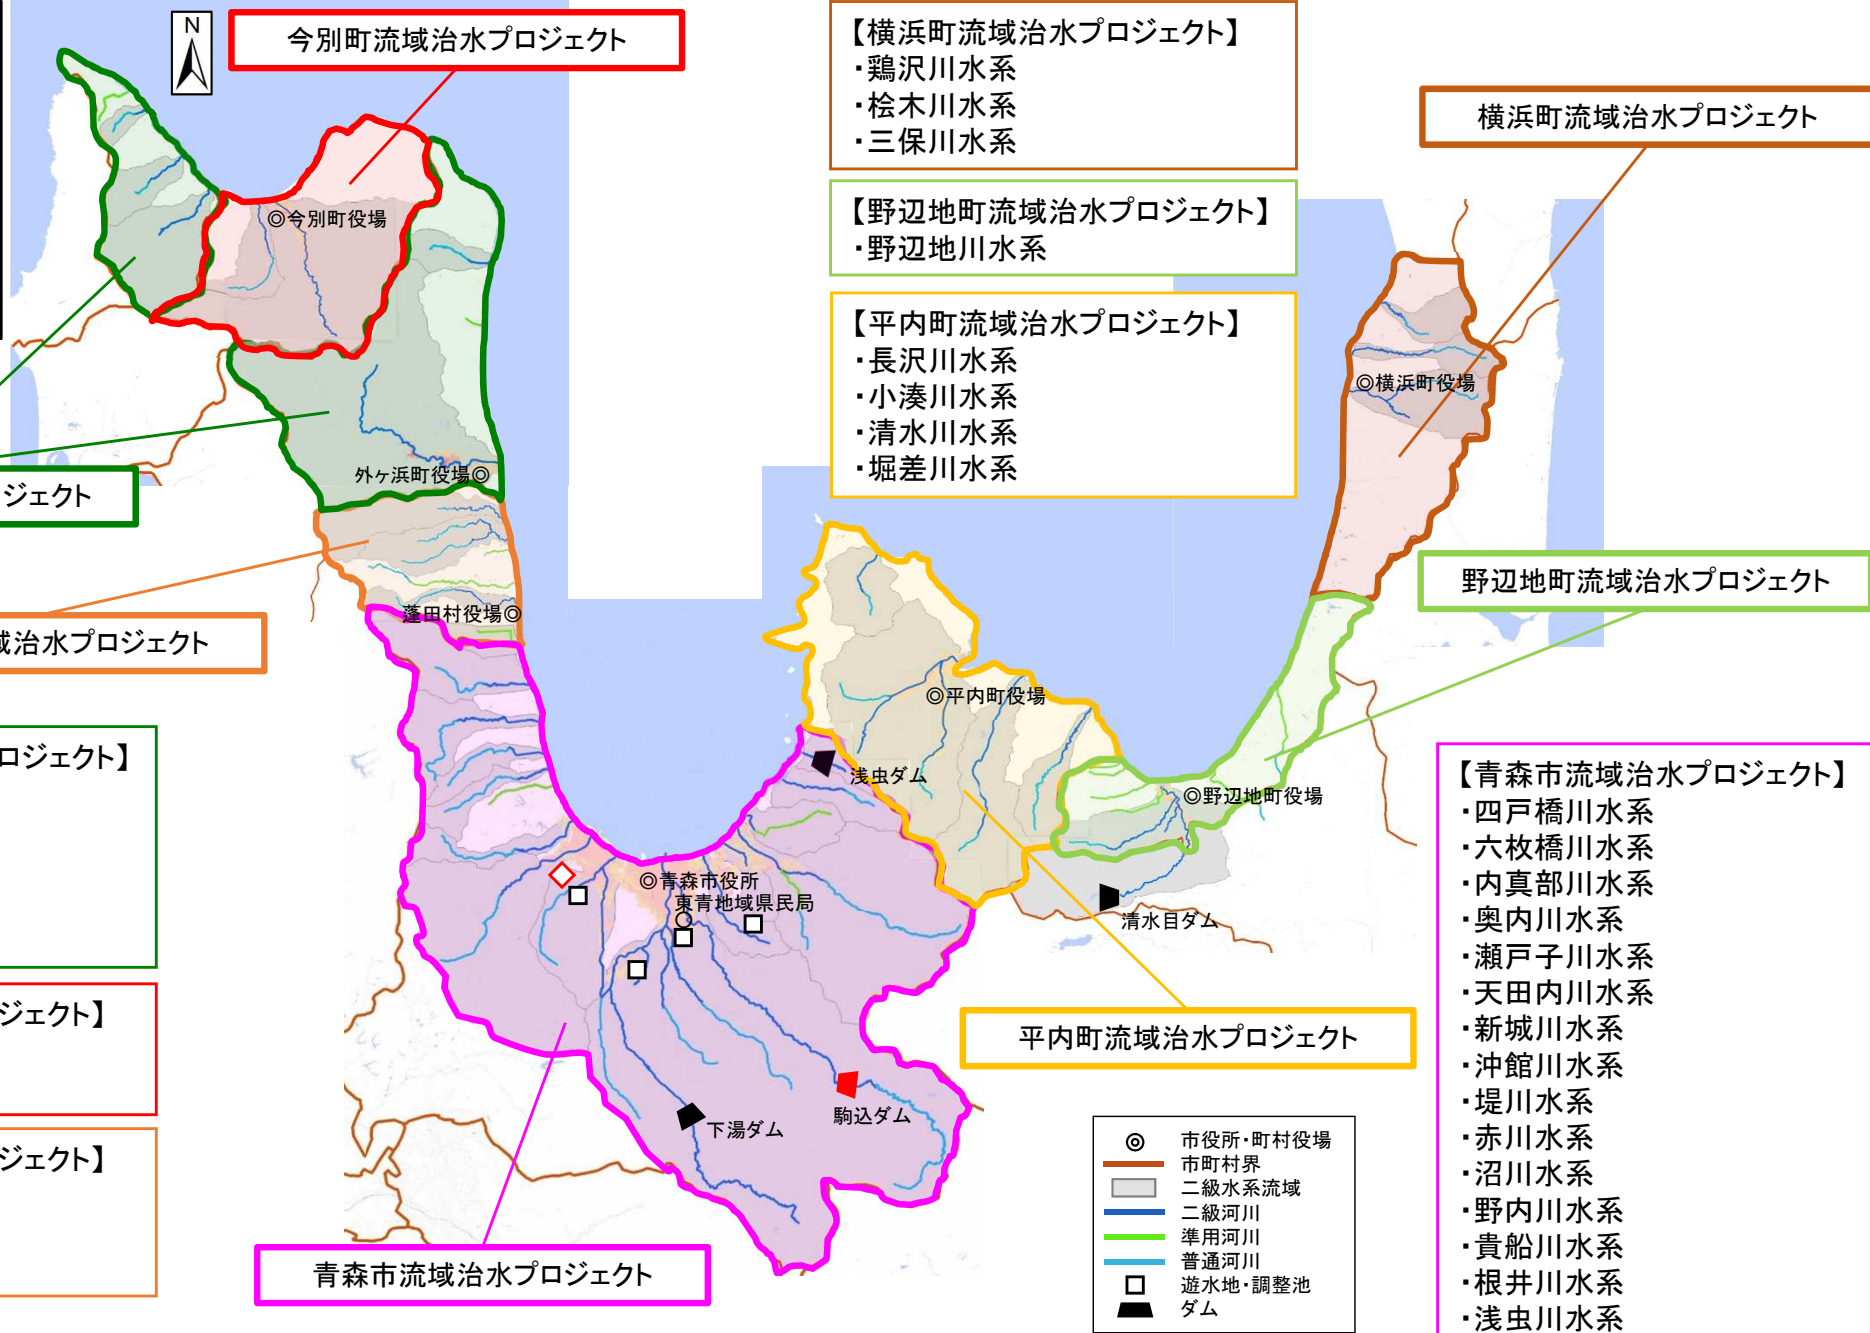 N
今別町流域治水プロジェクト
【横浜町流域治水プロジェクト】
・鶏沢川水系
・桧木川水系
・三保川水系
横浜町流域治水プロジェクト
【野辺地町流域治水プロジェクト】
・野辺地川水系
【平内町流域治水プロジェクト】
・長沢川水系
・小湊川水系
・清水川水系
・堀差川水系
◎今別町役場
◎横浜町役場
外ヶ浜町役場◎
ジェクト
野辺地町流域治水プロジェクト
蓬田村役場◎
域治水プロジェクト
◎平内町役場
ロジェクト】
浅虫ダム
◎野辺地町役場
◎青森市役所
東青地域県民局
清水目ダム
ジェクト】
平内町流域治水プロジェクト
駒込ダム
下湯ダム
ジェクト】
青森市流域治水プロジェクト
◎ 市役所・町村役場
市町村界
二級水系流域
二級河川
準用河川
普通河川
遊水地・調整池
ダム
【青森市流域治水プロジェクト】
・四戸橋川水系
・六枚橋川水系
・内真部川水系
・奥内川水系
・瀬戸子川水系
・天田内川水系
・新城川水系
・沖館川水系
・堤川水系
・赤川水系
・沼川水系
・野内川水系
・貴船川水系
・根井川水系
・浅虫川水系